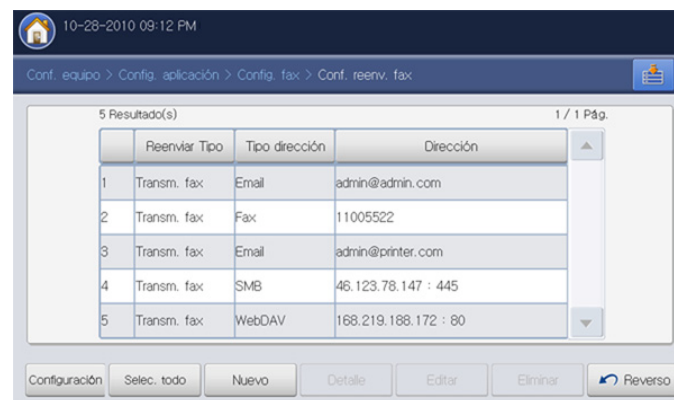 10-28-2010 09:12 PM
Conf. equipo > Config. aplicación > Config. fax > Conf. reenv. fax
5 Resultado(s) 1 / 1 Pág.
Reenviar Tipo Tipo dirección Dirección
1 Transm. fax Email admin@admin.com
2 Transm. fax Fax 11005522
3 Transm. fax Email admin@printer.com
4 Transm. fax SMB 46.123.78.147 : 445
5 Transm. fax WebDAV 168.219.188.172 : 80
Configuración Selec. todo Nuevo Detalle Editar Eliminar Reverso